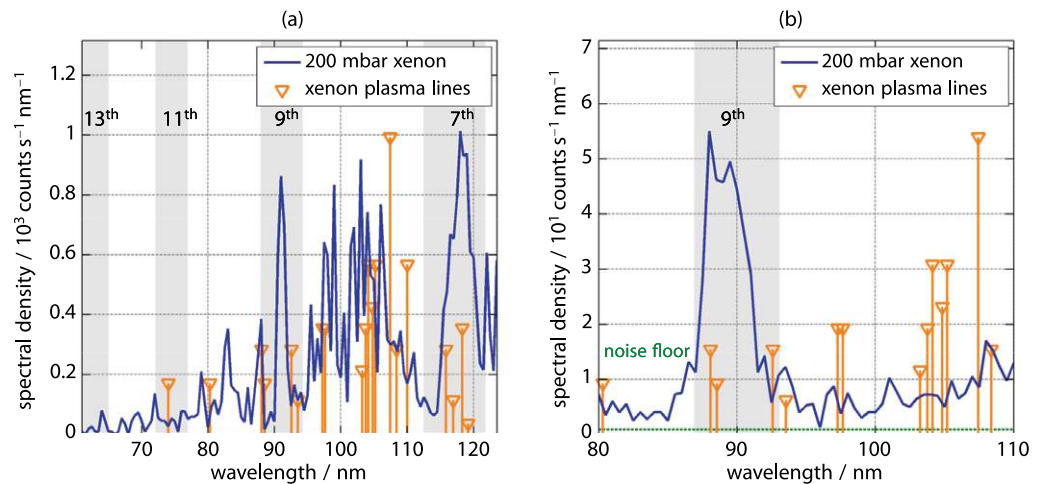 (a)
spectral density / 10³ counts s⁻¹ nm⁻¹
1.2
1
0.8
0.6
0.4
0.2
0
200 mbar xenon
xenon plasma lines
13th 11th 9th 7th
70 80 90 100 110 120
wavelength / nm
(b)
spectral density / 10¹ counts s⁻¹ nm⁻¹
7
6
5
4
3
2
1
0
200 mbar xenon
xenon plasma lines
9th
noise floor
80 90 100 110
wavelength / nm